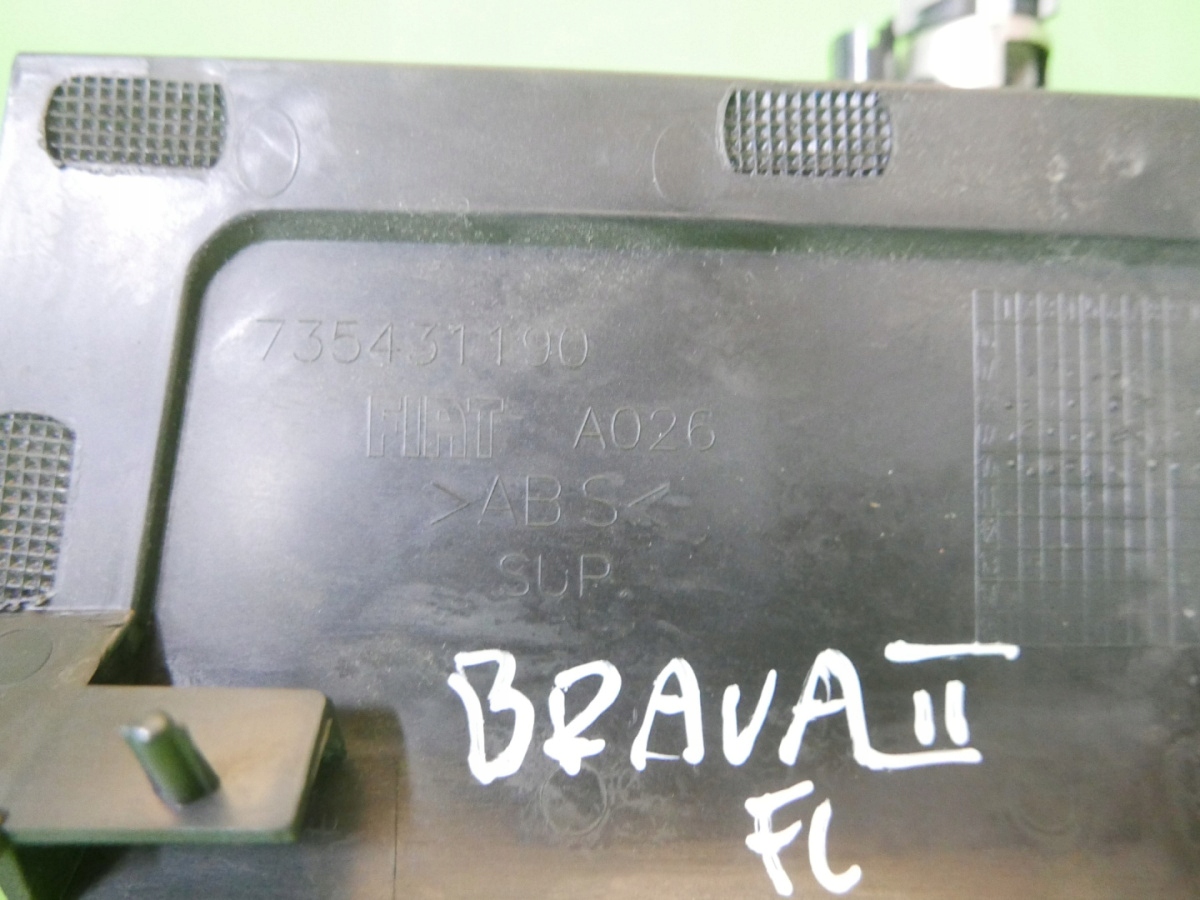 735431190
FIAT A026
>ABS<
SUP.
BRAVA II
FL